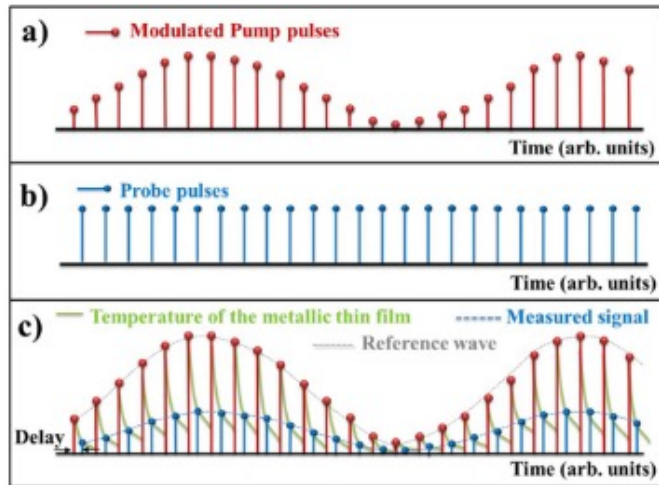 a)
Modulated Pump pulses
Time (arb. units)
b)
Probe pulses
Time (arb. units)
c)
Temperature of the metallic thin film
Measured signal
Reference wave
Delay
Time (arb. units)